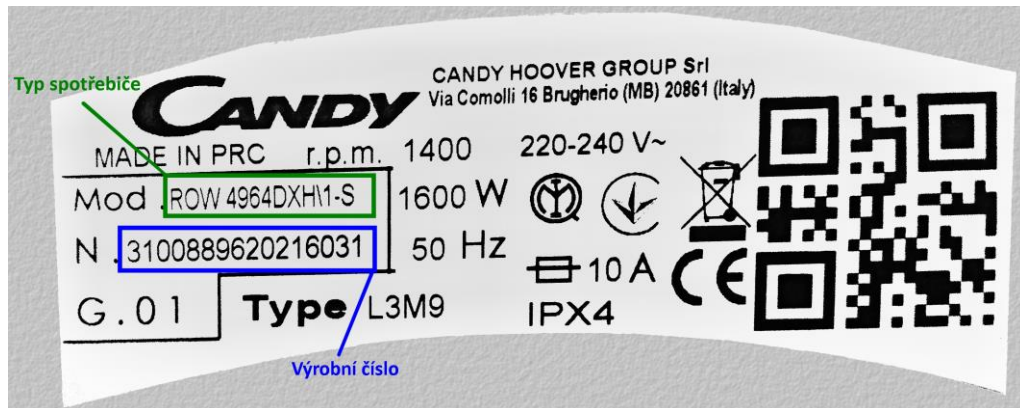 Typ spotřebiče
CANDY
CANDY HOOVER GROUP Srl
Via Comolli 16 Brugherio (MB) 20861 (Italy)
MADE IN PRC r.p.m. 1400 220-240 V~
Mod. ROW 4964DXH\1-S 1600 W
N. 3100889620216031 50 Hz
10 A CE
G.01 Type L3M9 IPX4
Výrobní číslo